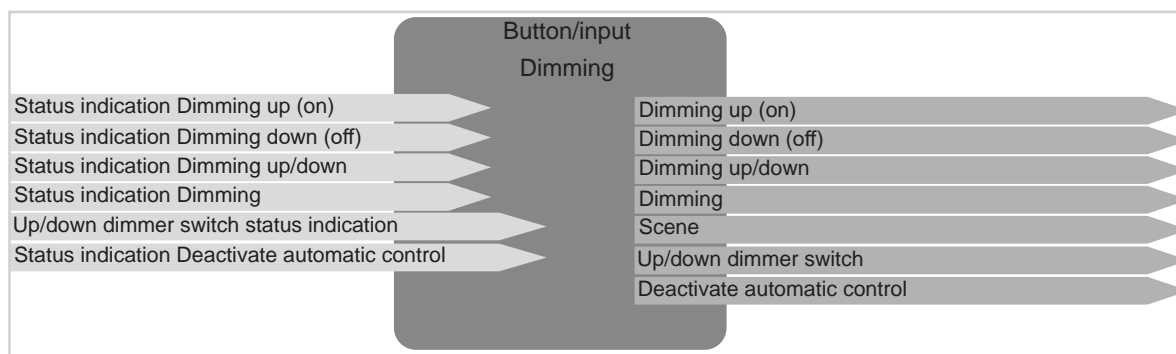 Button/input
Dimming
Status indication Dimming up (on)
Status indication Dimming down (off)
Status indication Dimming up/down
Status indication Dimming
Up/down dimmer switch status indication
Status indication Deactivate automatic control
Dimming up (on)
Dimming down (off)
Dimming up/down
Dimming
Scene
Up/down dimmer switch
Deactivate automatic control